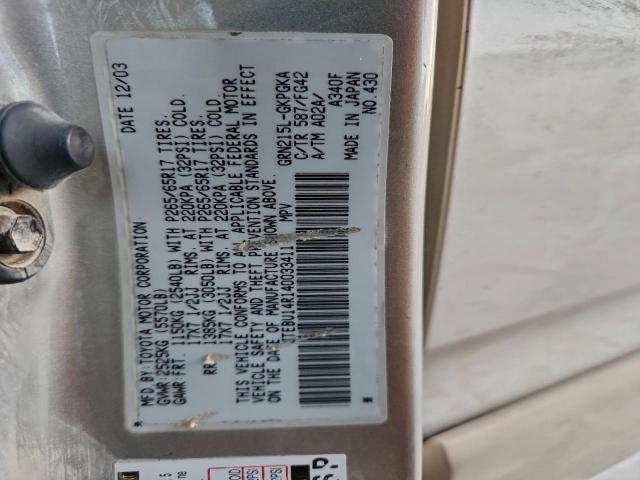 MFD.BY:TOYOTA MOTOR CORPORATION DATE 12/03
GVWR:2525KG (5570LB)
GAWR: FRT. 1150KG (2540LB) WITH P265/65R17 TIRES.
17X7 1/2JJ RIMS. AT 220KPA (32PSI) COLD.
RR. 1385KG (3050LB) WITH P265/65R17 TIRES.
17X7 1/2JJ RIMS. AT 220KPA (32PSI) COLD.
THIS VEHICLE CONFORMS TO APPLICABLE FEDERAL MOTOR
VEHICLE SAFETY AND THEFT PREVENTION STANDARDS IN EFFECT
ON THE DATE OF MANUFACTURE SHOWN ABOVE.
JTEBU14R140033411 MPV
GRN215L-GKPGKA
C/TR 587/FG42
A/TM A02A/ A340F
MADE IN JAPAN
NO. 430